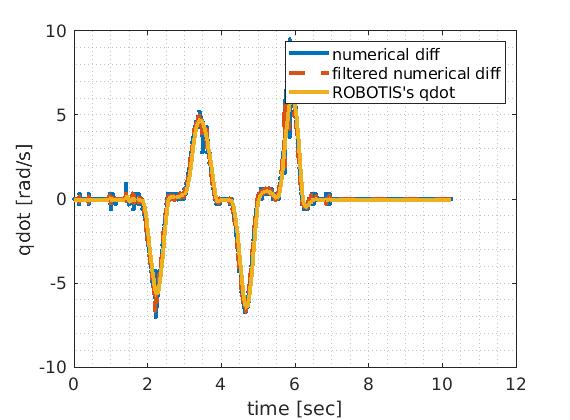 10
5
0
-5
-10
qdot [rad/s]
numerical diff
filtered numerical diff
ROBOTIS's qdot
0 2 4 6 8 10 12
time [sec]